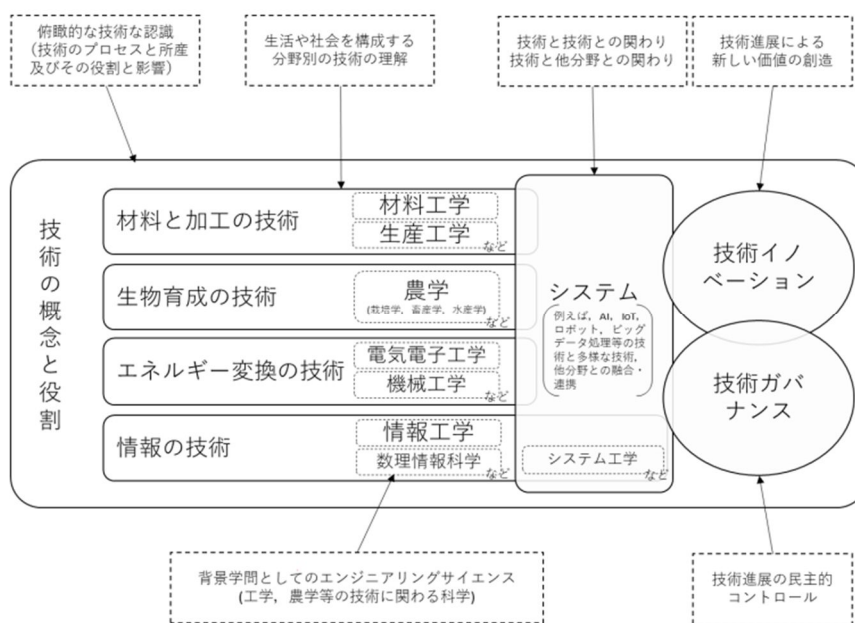 俯瞰的な技術な認識
（技術のプロセスと所産
及びその役割と影響）
生活や社会を構成する
分野別の技術の理解
技術と技術との関わり
技術と他分野との関わり
技術進展による
新しい価値の創造
技術の概念と役割
材料と加工の技術
材料工学
生産工学
など
生物育成の技術
農学
(栽培学，畜産学，水産学)
など
エネルギー変換の技術
電気電子工学
機械工学
など
情報の技術
情報工学
数理情報科学
など
システム
例えば，AI，IoT，
ロボット，ビッグ
データ処理等の技
術と多様な技術，
他分野との融合・
連携
システム工学
など
技術イノ
ベーション
技術ガバ
ナンス
背景学問としてのエンジニアリングサイエンス
(工学，農学等の技術に関わる科学)
技術進展の民主的
コントロール